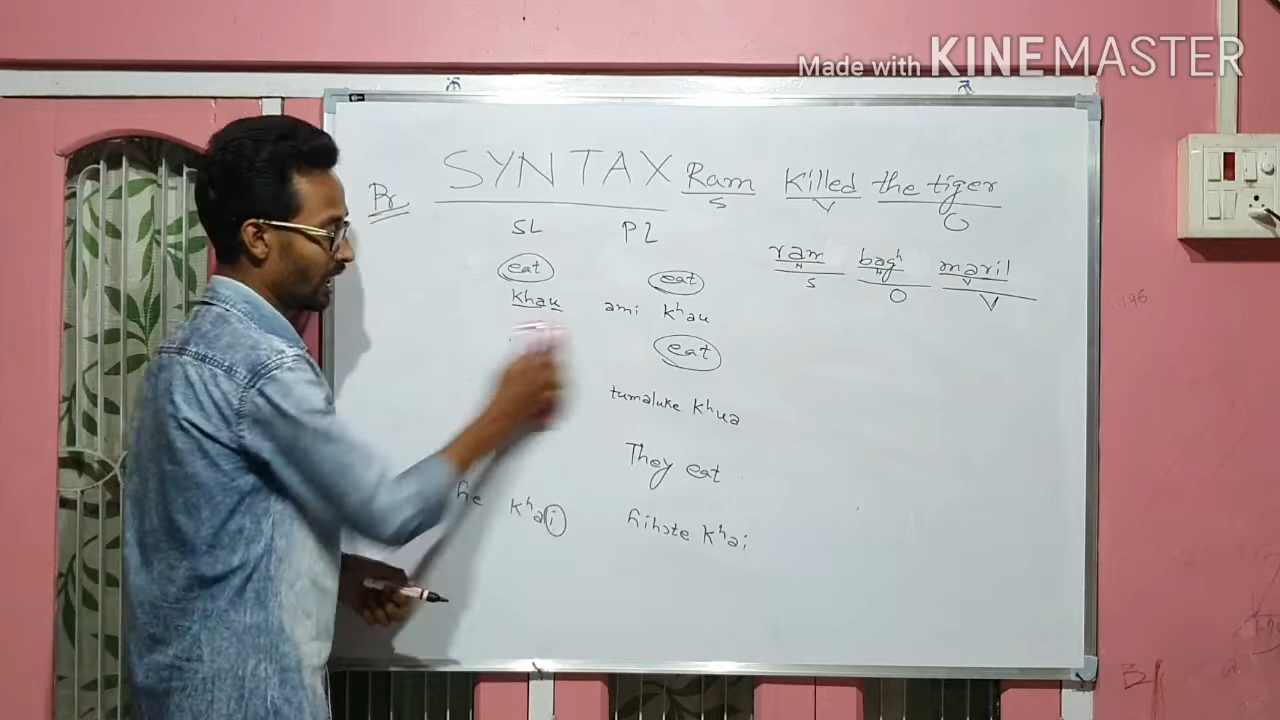 Made with KINEMASTER
SYNTAX Ram killed the tiger
Pr S V O
SL PL
ram bagʰ maril
N N V
S O V
eat eat
khau ami kʰau
eat
tumaluke kʰua
They eat
he kʰai hihɔte kʰai